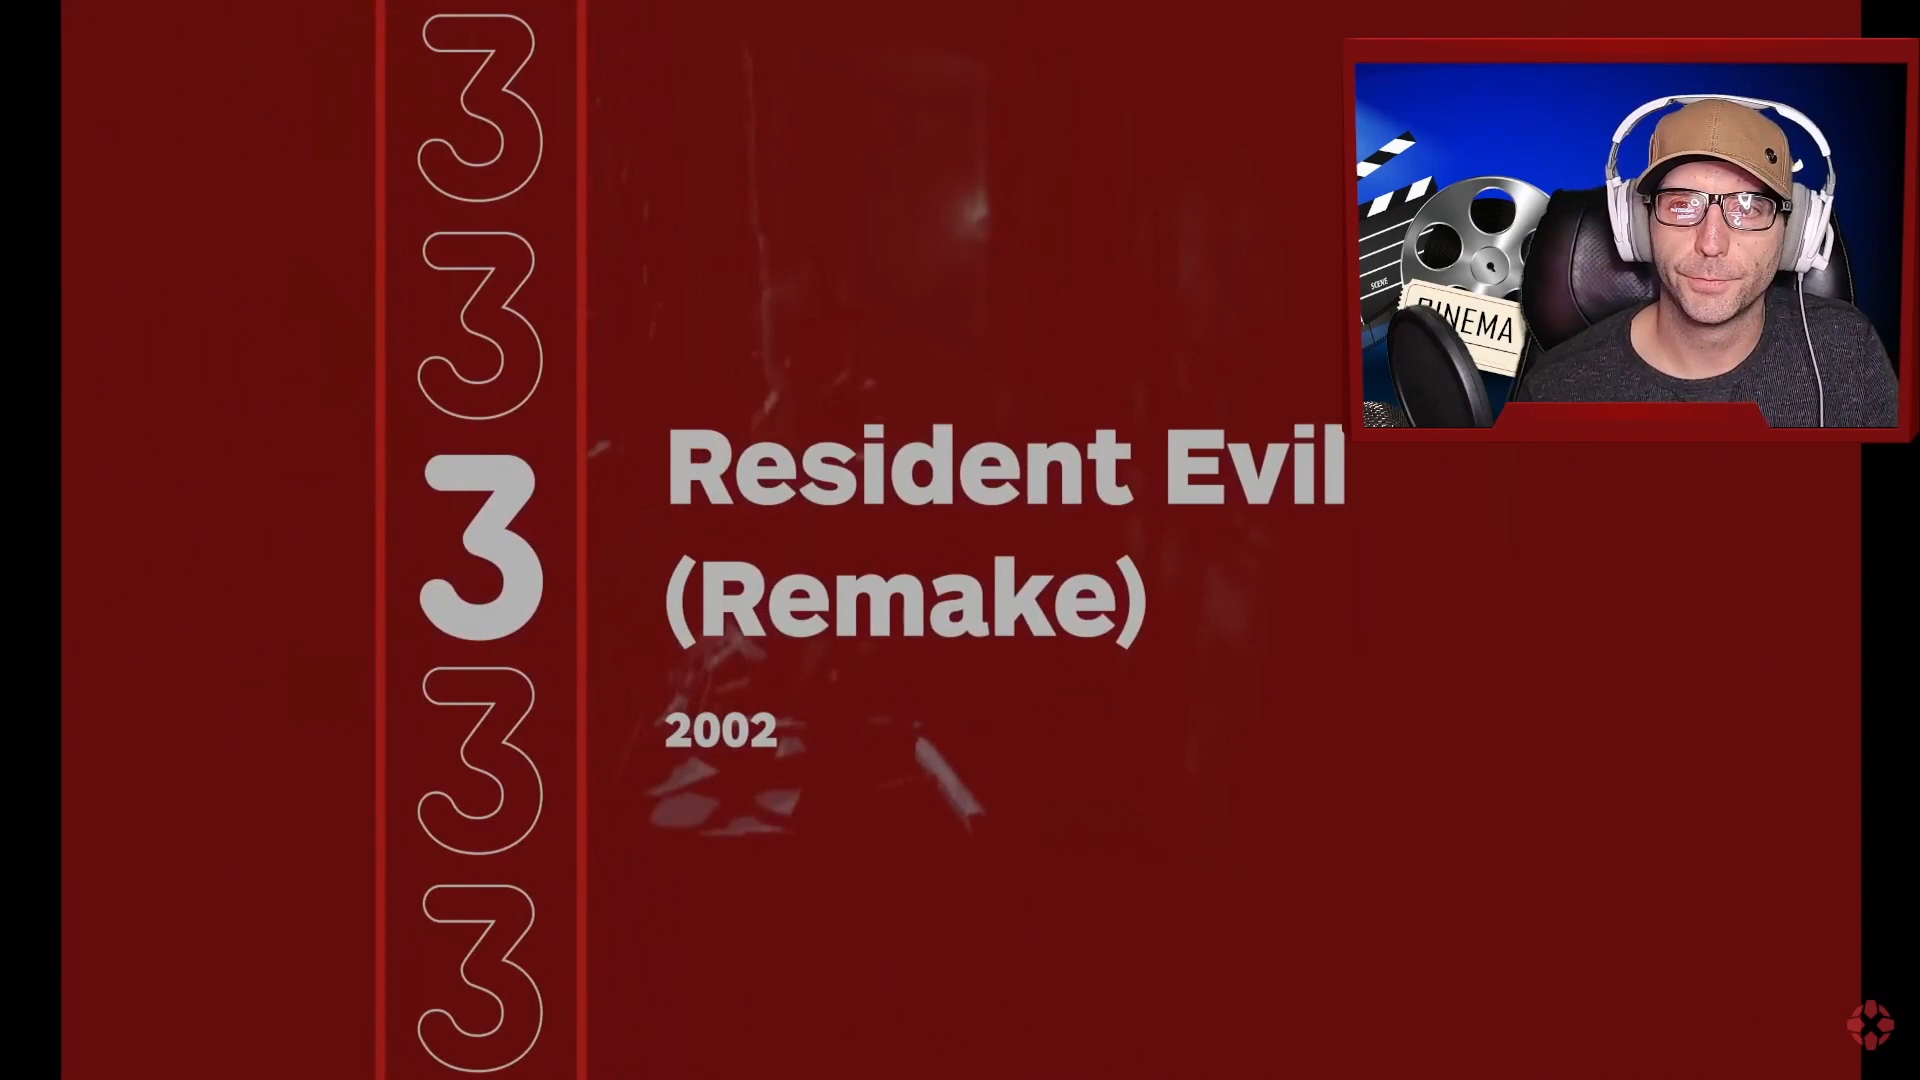 3
3
3
Resident Evil
(Remake)
2002
3
3
SCENE
CINEMA